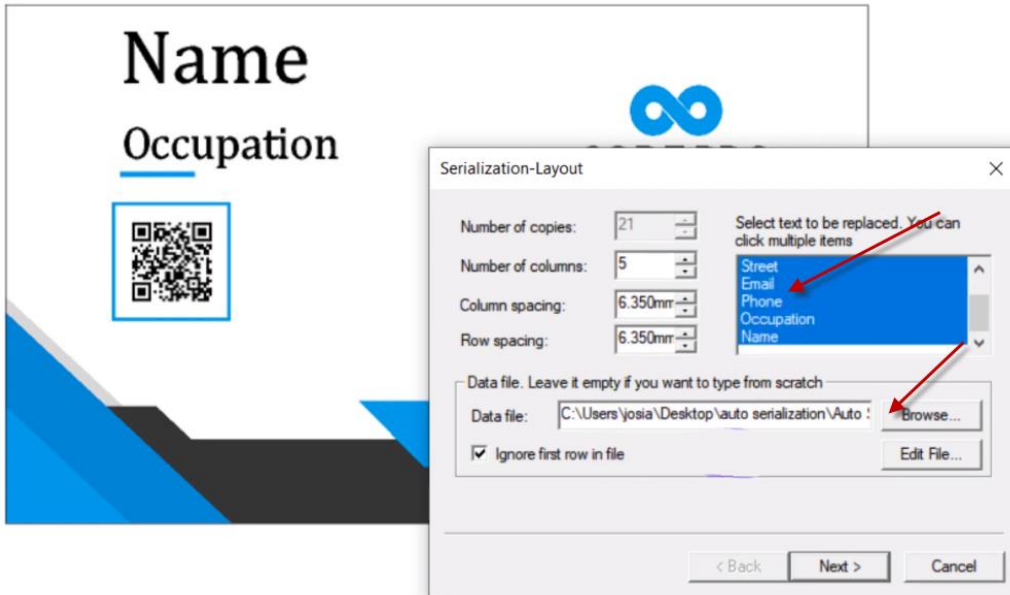 Name
Occupation
Serialization-Layout
Number of copies:
21
Number of columns:
5
Column spacing:
6.350mm
Row spacing:
6.350mm
Select text to be replaced. You can
click multiple items
Street
Email
Phone
Occupation
Name
Data file. Leave it empty if you want to type from scratch
Data file:
C:\Users\josia\Desktop\auto serialization\Auto
Browse...
Ignore first row in file
Edit File...
< Back
Next >
Cancel